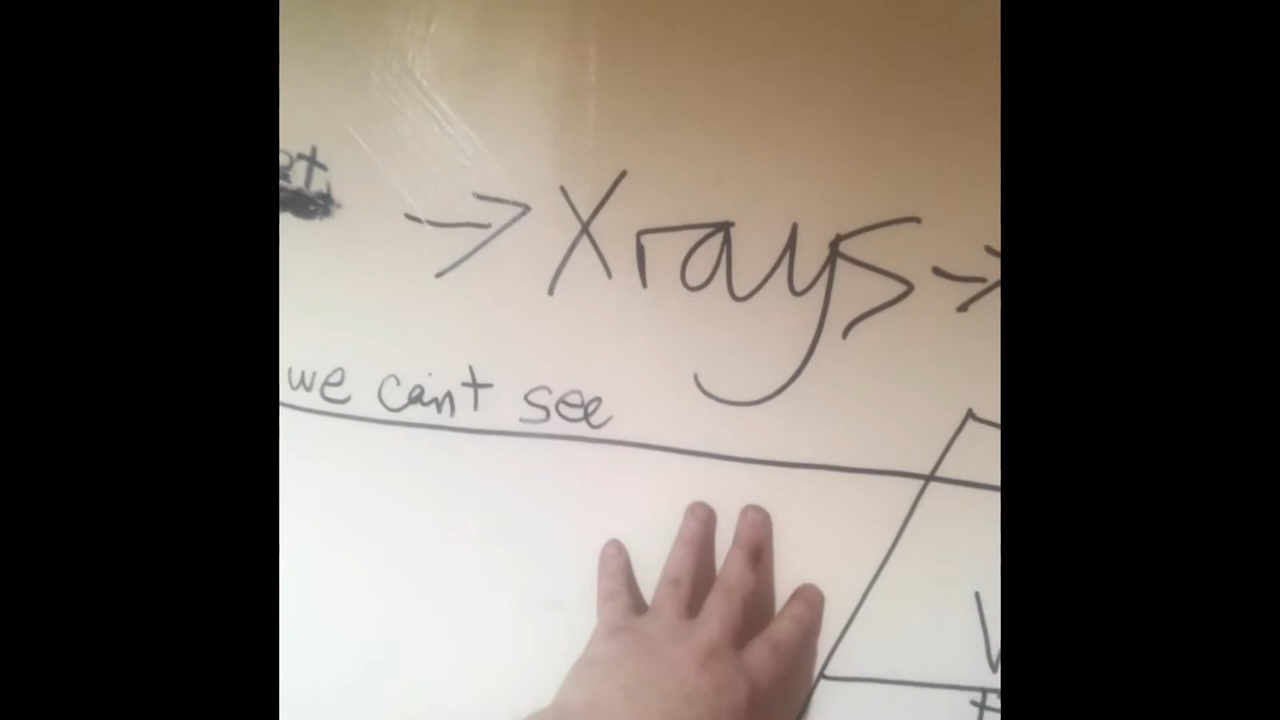 → Xrays →
we can't see